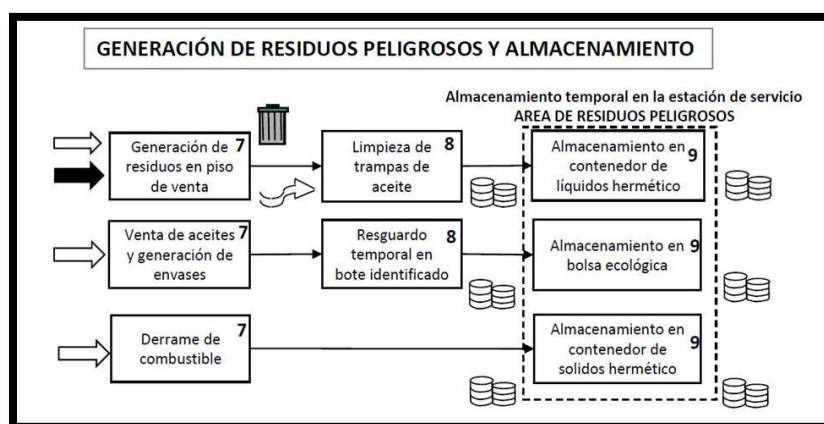 GENERACIÓN DE RESIDUOS PELIGROSOS Y ALMACENAMIENTO
Almacenamiento temporal en la estación de servicio
AREA DE RESIDUOS PELIGROSOS
Generación de 7
residuos en piso
de venta
Limpieza de 8
trampas de
aceite
Almacenamiento 9
en contenedor de
líquidos hermético
Venta de aceites 7
y generación de
envases
Resguardo 8
temporal en
bote identificado
Almacenamiento en 9
bolsa ecológica
Derrame de 7
combustible
Almacenamiento en
contenedor de 9
solidos hermético